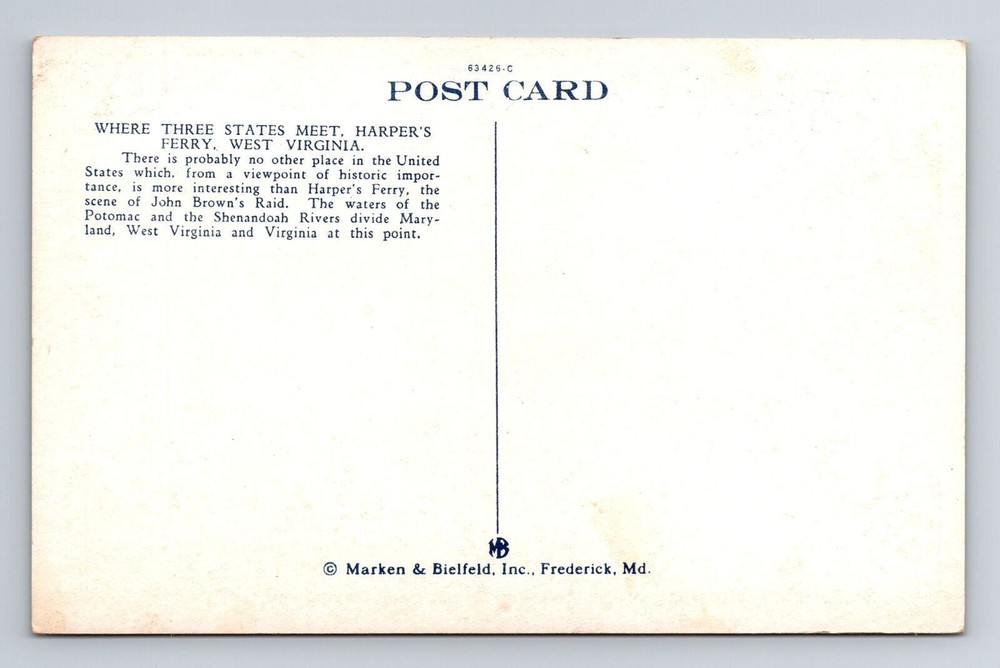 63426-C
POST CARD
WHERE THREE STATES MEET, HARPER'S
FERRY, WEST VIRGINIA.
There is probably no other place in the United
States which, from a viewpoint of historic impor-
tance, is more interesting than Harper's Ferry, the
scene of John Brown's Raid. The waters of the
Potomac and the Shenandoah Rivers divide Mary-
land, West Virginia and Virginia at this point.
MB
© Marken & Bielfeld, Inc., Frederick, Md.